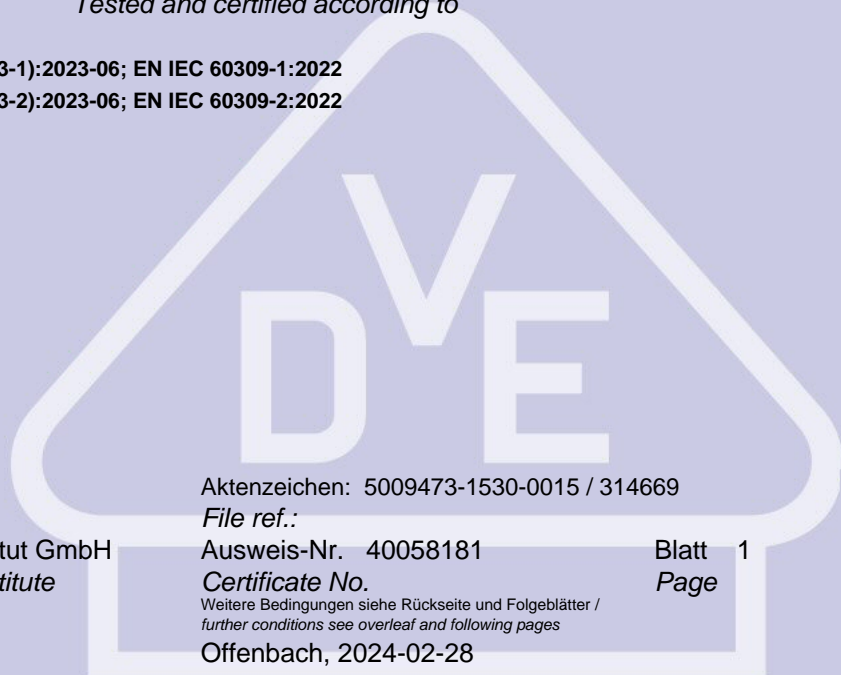 Tested and certified according to
3-1):2023-06; EN IEC 60309-1:2022
3-2):2023-06; EN IEC 60309-2:2022
DVE
Aktenzeichen: 5009473-1530-0015 / 314669
File ref.:
tut GmbH Ausweis-Nr. 40058181 Blatt 1
titute Certificate No. Page
Weitere Bedingungen siehe Rückseite und Folgeblätter /
further conditions see overleaf and following pages
Offenbach, 2024-02-28